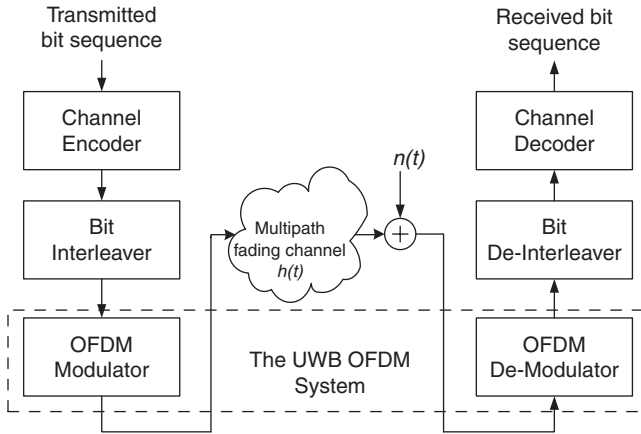 Transmitted
bit sequence
Channel
Encoder
Bit
Interleaver
OFDM
Modulator
Multipath
fading channel
h(t)
n(t)
+
The UWB OFDM
System
Received bit
sequence
Channel
Decoder
Bit
De-Interleaver
OFDM
De-Modulator